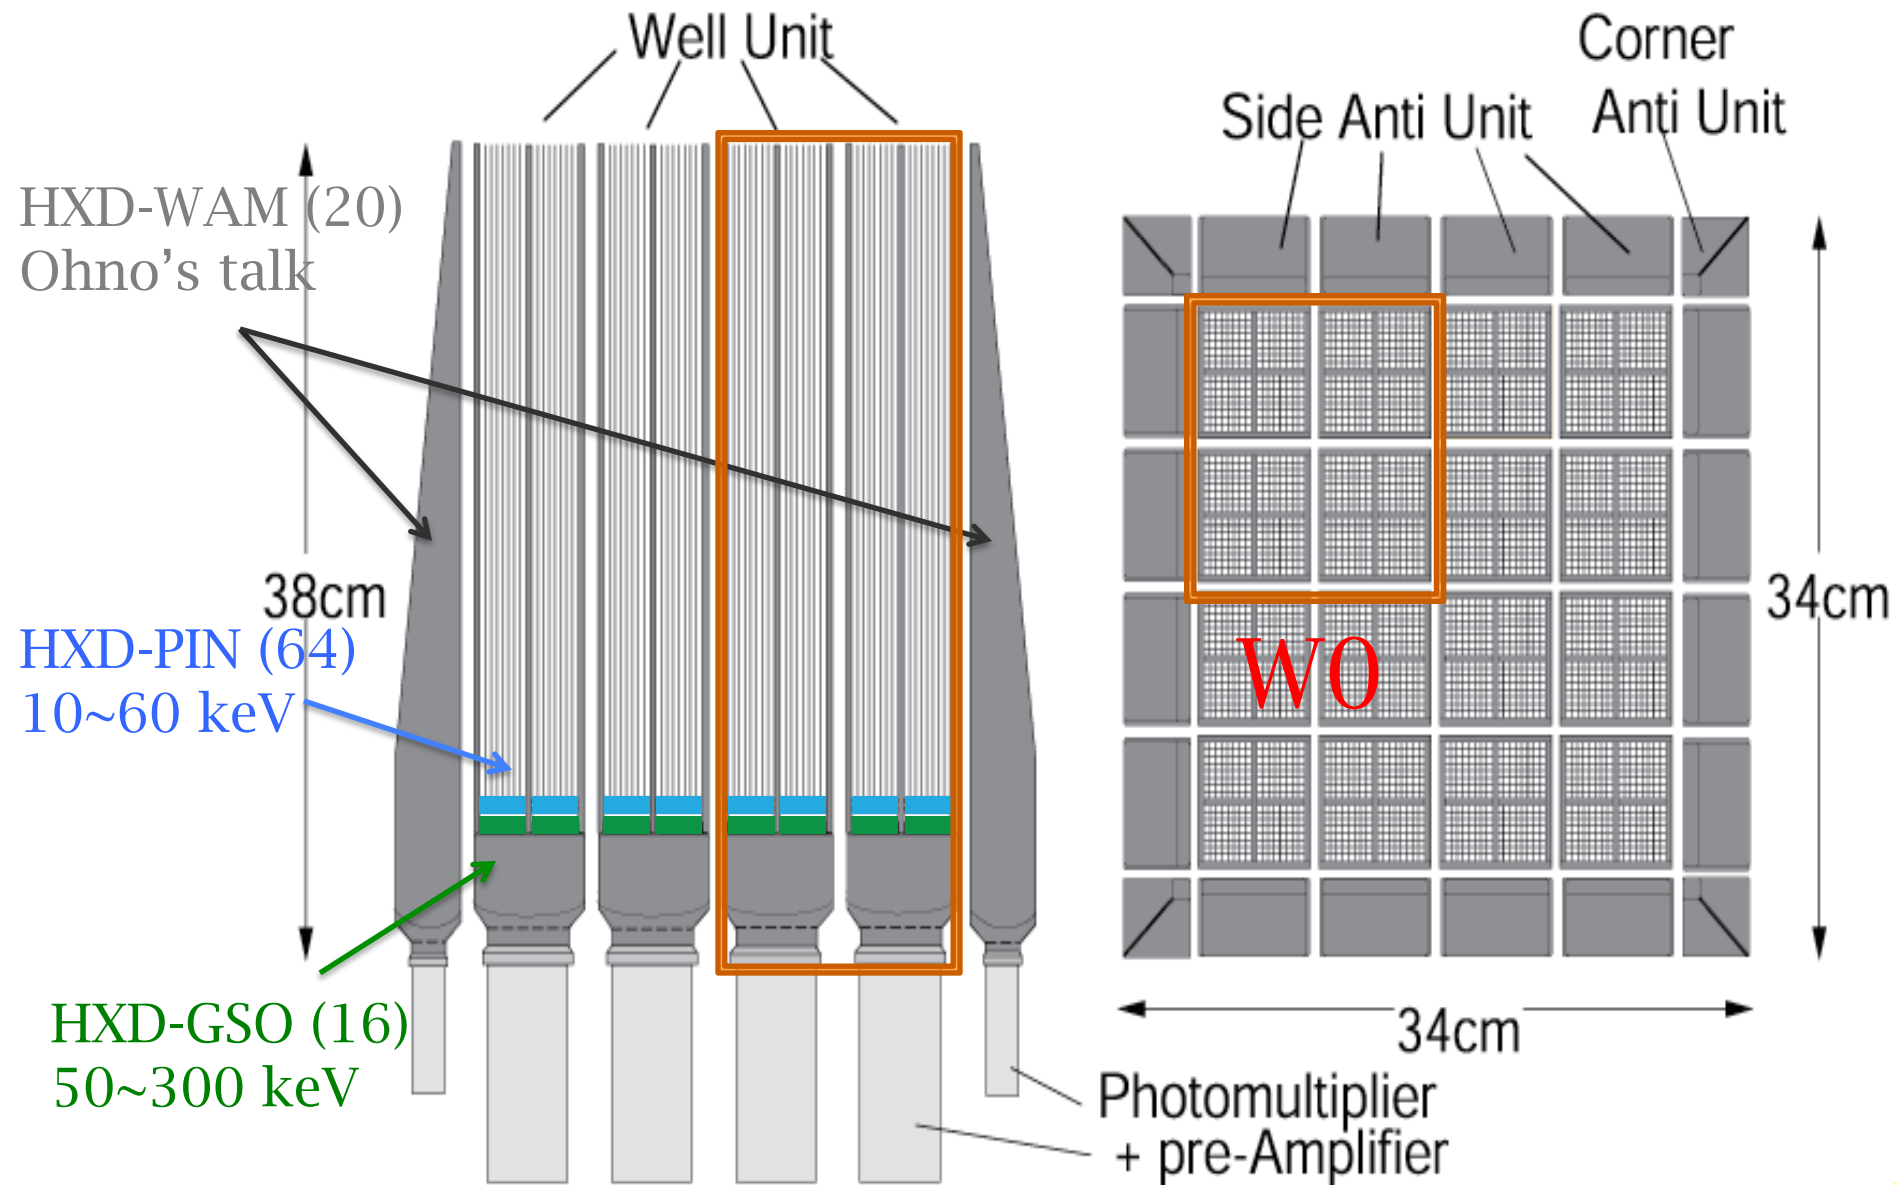 Well Unit
Corner
Anti Unit
Side Anti Unit
HXD-WAM (20)
Ohno's talk
38cm
34cm
HXD-PIN (64)
10~60 keV
W0
HXD-GSO (16)
50~300 keV
34cm
Photomultiplier
+ pre-Amplifier